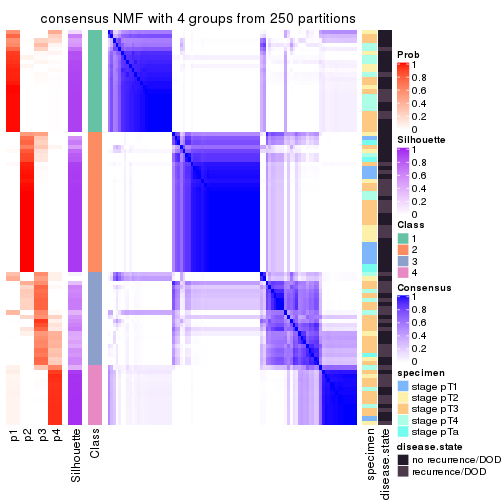 consensus NMF with 4 groups from 250 partitions
Prob
1
0.8
0.6
0.4
0.2
0
Silhouette
1
0.8
0.6
0.4
0.2
0
Class
1
2
3
4
Consensus
1
0.8
0.6
0.4
0.2
0
specimen
stage pT1
stage pT2
stage pT3
stage pT4
stage pTa
disease.state
no recurrence/DOD
recurrence/DOD
p1
p2
p3
p4
Silhouette
Class
specimen
disease.state